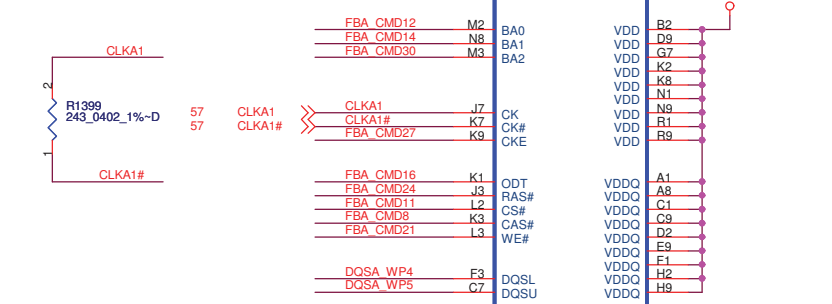 FBA_CMD12 M2 BA0 VDD B2
FBA_CMD14 N8 BA1 VDD D9
FBA_CMD30 M3 BA2 VDD G7
CLKA1
VDD K2
VDD K8
2
R1399
243_0402_1%~D
1
CLKA1#
VDD N1
57 CLKA1 CLKA1 J7 CK VDD N9
57 CLKA1# CLKA1# K7 CK# VDD R1
FBA_CMD27 K9 CKE VDD R9
FBA_CMD16 K1 ODT VDDQ A1
FBA_CMD24 J3 RAS# VDDQ A8
FBA_CMD11 L2 CS# VDDQ C1
FBA_CMD8 K3 CAS# VDDQ C9
FBA_CMD21 L3 WE# VDDQ D2
VDDQ E9
VDDQ F1
DQSA_WP4 F3 DQSL VDDQ H2
DQSA_WP5 C7 DQSU VDDQ H9